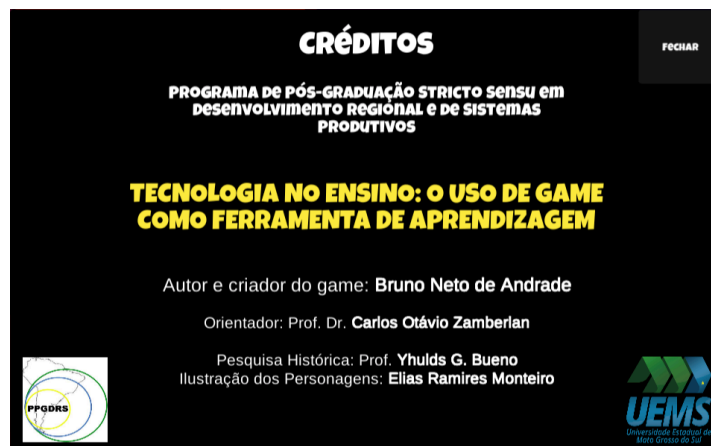 CRÉDITOS
FECHAR
PROGRAMA DE PÓS-GRADUAÇÃO STRICTO SENSU EM
DESENVOLVIMENTO REGIONAL E DE SISTEMAS
PRODUTIVOS
TECNOLOGIA NO ENSINO: O USO DE GAME
COMO FERRAMENTA DE APRENDIZAGEM
Autor e criador do game: Bruno Neto de Andrade
Orientador: Prof. Dr. Carlos Otávio Zamberlan
Pesquisa Histórica: Prof. Yhulds G. Bueno
Ilustração dos Personagens: Elias Ramires Monteiro
PPGDRS
UEMS
Universidade Estadual de
Mato Grosso do Sul